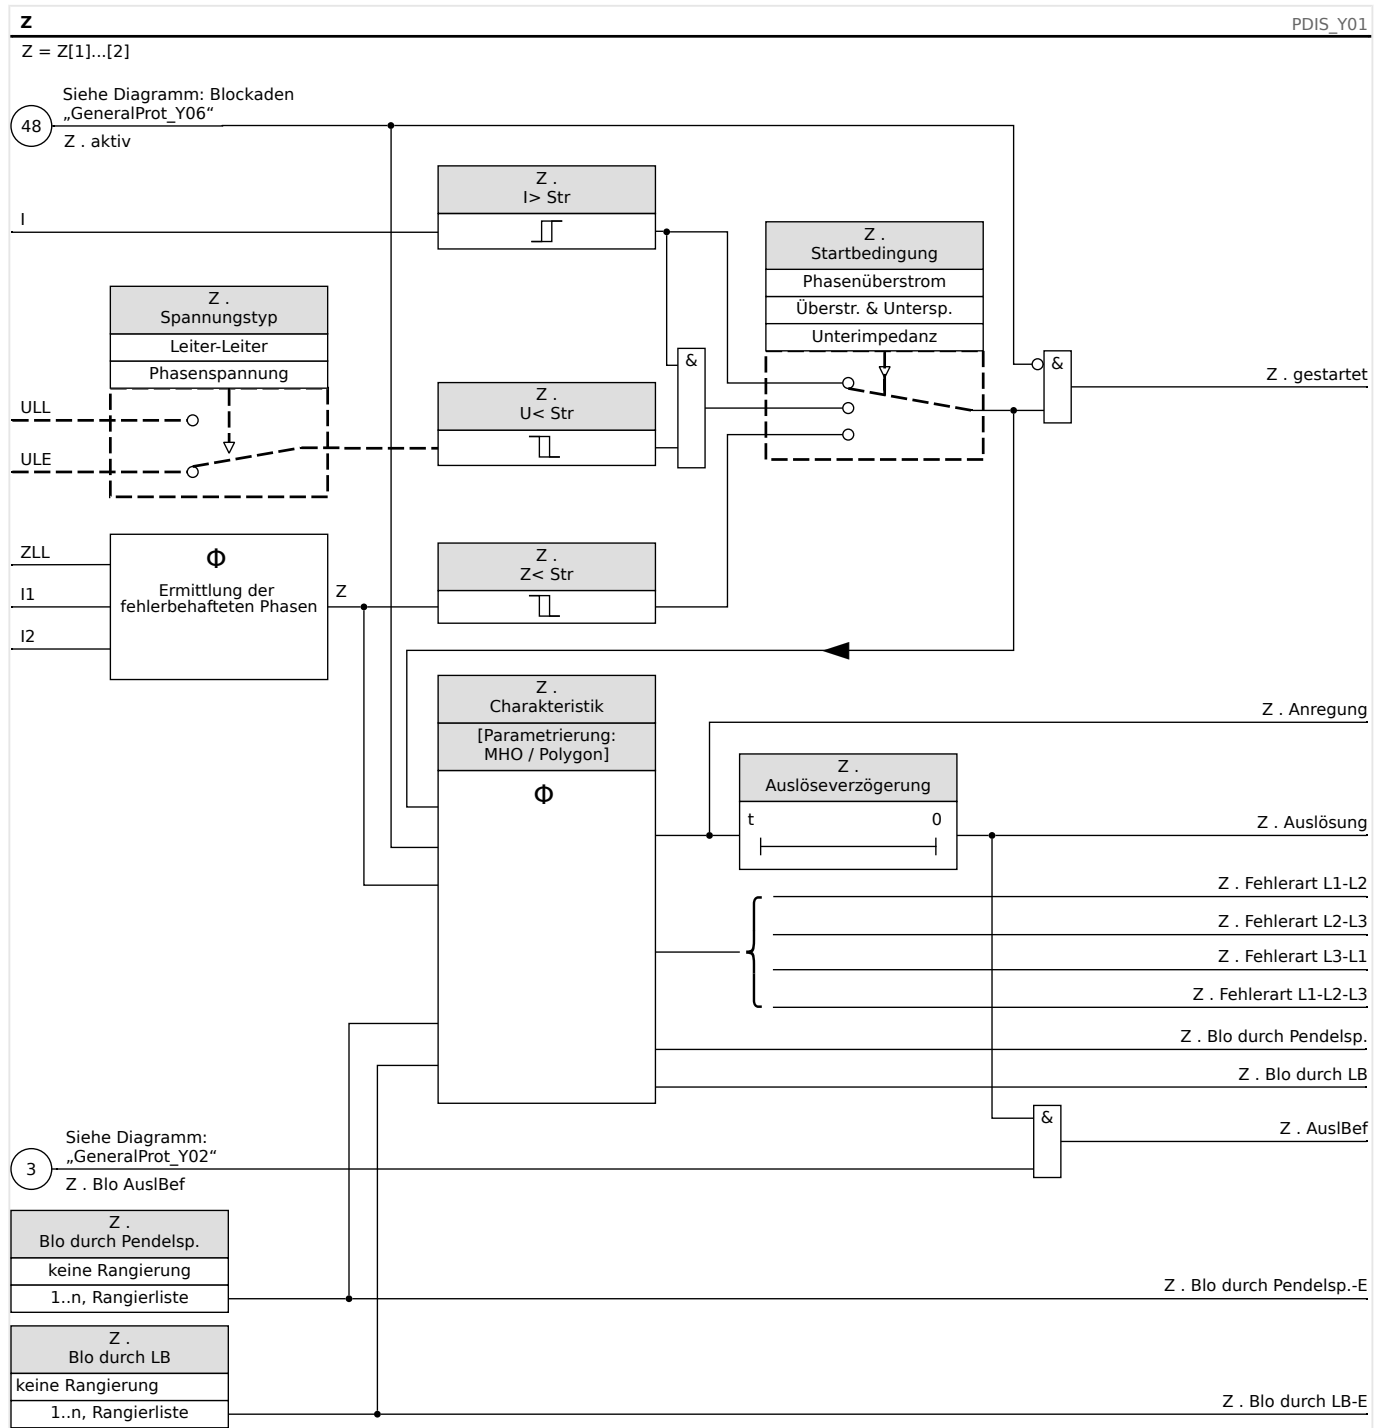 Z
PDIS_Y01
Z = Z[1]...[2]
Siehe Diagramm: Blockaden
„GeneralProt_Y06“
48
Z . aktiv
Z .
I> Str
I
Z .
Startbedingung
Phasenüberstrom
Überstr. & Untersp.
Unterimpedanz
Z .
Spannungstyp
Leiter-Leiter
Phasenspannung
&
&
Z . gestartet
Z .
U< Str
ULL
ULE
ZLL
I1
I2
Φ
Ermittlung der
fehlerbehafteten Phasen
Z
Z .
Z< Str
Z .
Charakteristik
[Parametrierung:
MHO / Polygon]
Φ
Z . Anregung
Z .
Auslöseverzögerung
t
0
Z . Auslösung
Z . Fehlerart L1-L2
Z . Fehlerart L2-L3
Z . Fehlerart L3-L1
Z . Fehlerart L1-L2-L3
Z . Blo durch Pendelsp.
Z . Blo durch LB
&
Z . AuslBef
Siehe Diagramm:
„GeneralProt_Y02“
3
Z . Blo AuslBef
Z .
Blo durch Pendelsp.
keine Rangierung
1..n, Rangierliste
Z . Blo durch Pendelsp.-E
Z .
Blo durch LB
keine Rangierung
1..n, Rangierliste
Z . Blo durch LB-E